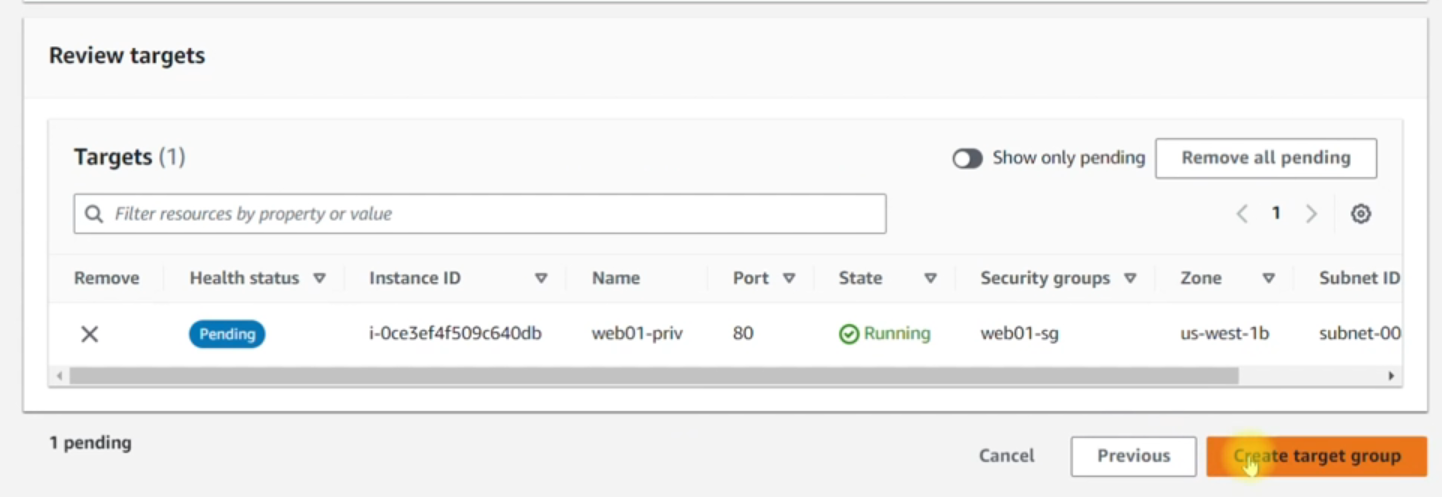 Review targets
Targets (1)
Show only pending
Remove all pending
Filter resources by property or value
1
Remove Health status Instance ID Name Port State Security groups Zone Subnet ID
Pending i-0ce3ef4f509c640db web01-priv 80 Running web01-sg us-west-1b subnet-00
1 pending
Cancel Previous Create target group